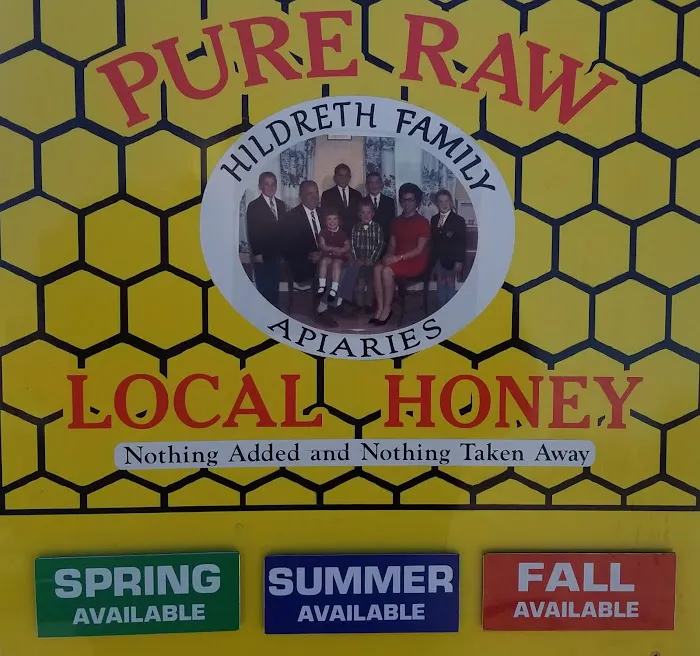 PURE RAW
HILDRETH FAMILY
APIARIES
LOCAL HONEY
Nothing Added and Nothing Taken Away
SPRING
AVAILABLE
SUMMER
AVAILABLE
FALL
AVAILABLE